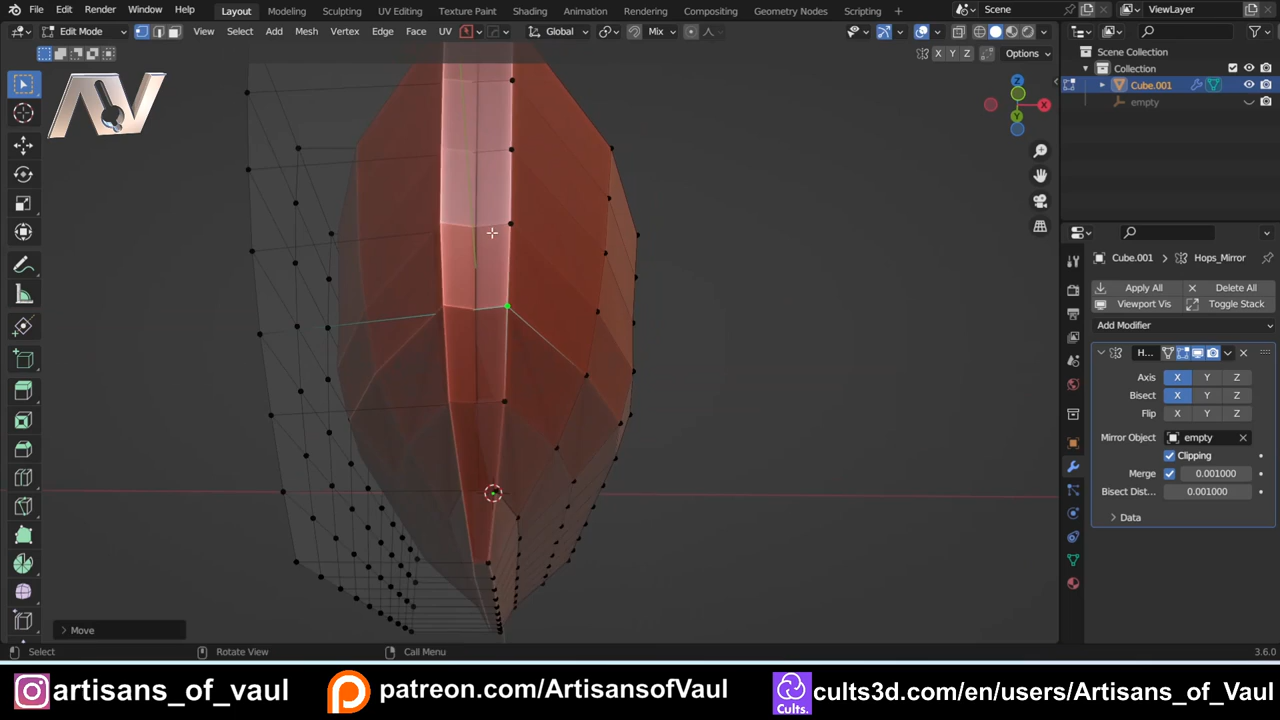 File Edit Render Window Help Layout Modeling Sculpting UV Editing Texture Paint Shading Animation Rendering Compositing Geometry Nodes Scripting + Scene ViewLayer
Edit Mode View Select Add Mesh Vertex Edge Face UV Global Mix
X Y Z Options
Scene Collection
Collection
Cube.001
empty
AV
Z
X
Y
Cube.001 > Hops_Mirror
Apply All Delete All
Viewport Vis Toggle Stack
Add Modifier
H...
Axis X Y Z
Bisect X Y Z
Flip X Y Z
Mirror Object empty
Clipping
Merge 0.001000
Bisect Dist... 0.001000
> Data
> Move
Select Rotate View Call Menu 3.6.0
artisans_of_vaul patreon.com/ArtisansofVaul Cults. cults3d.com/en/users/Artisans_of_Vaul